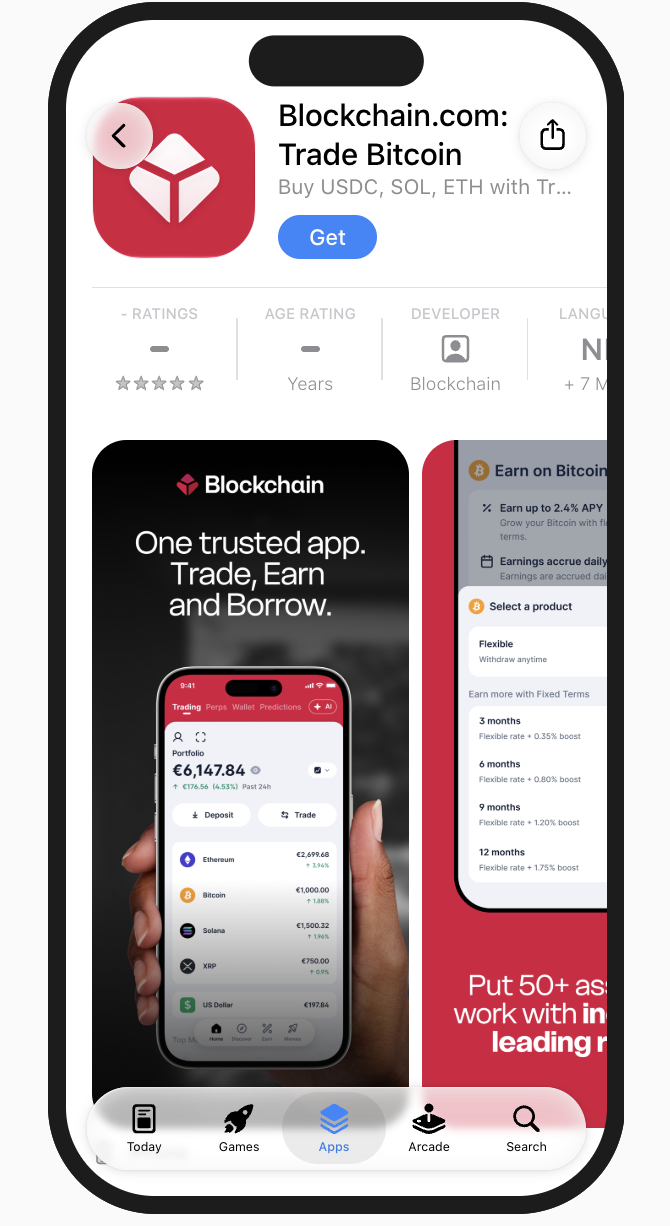 Blockchain.com:
Trade Bitcoin
Buy USDC, SOL, ETH with Tr...
Get
- RATINGS
AGE RATING
Years
DEVELOPER
Blockchain
LANGU
+ 7 M
Blockchain
One trusted app.
Trade, Earn
and Borrow.
9:41
Trading Perps Wallet Predictions AI
Portfolio
€6,147.84
↑ €176.56 (4.53%) Past 24h
Deposit
Trade
Ethereum €2,699.68
↑ 3.94%
Bitcoin €1,000.00
↑ 1.88%
Solana €1,500.32
↑ 1.96%
XRP €750.00
↑ 0.9%
US Dollar €197.84
Home Discover Earn
Earn on Bitcoin
Earn up to 2.4% APY
Grow your Bitcoin with
terms.
Earnings accrue daily
Earnings are accrued
Select a product
Flexible
Withdraw anytime
Earn more with Fixed Terms
3 months
Flexible rate + 0.35% boost
6 months
Flexible rate + 0.80% boost
9 months
Flexible rate + 1.20% boost
12 months
Flexible rate + 1.75% boost
Put 50+ ass
work with in
leading r
Today
Games
Apps
Arcade
Search